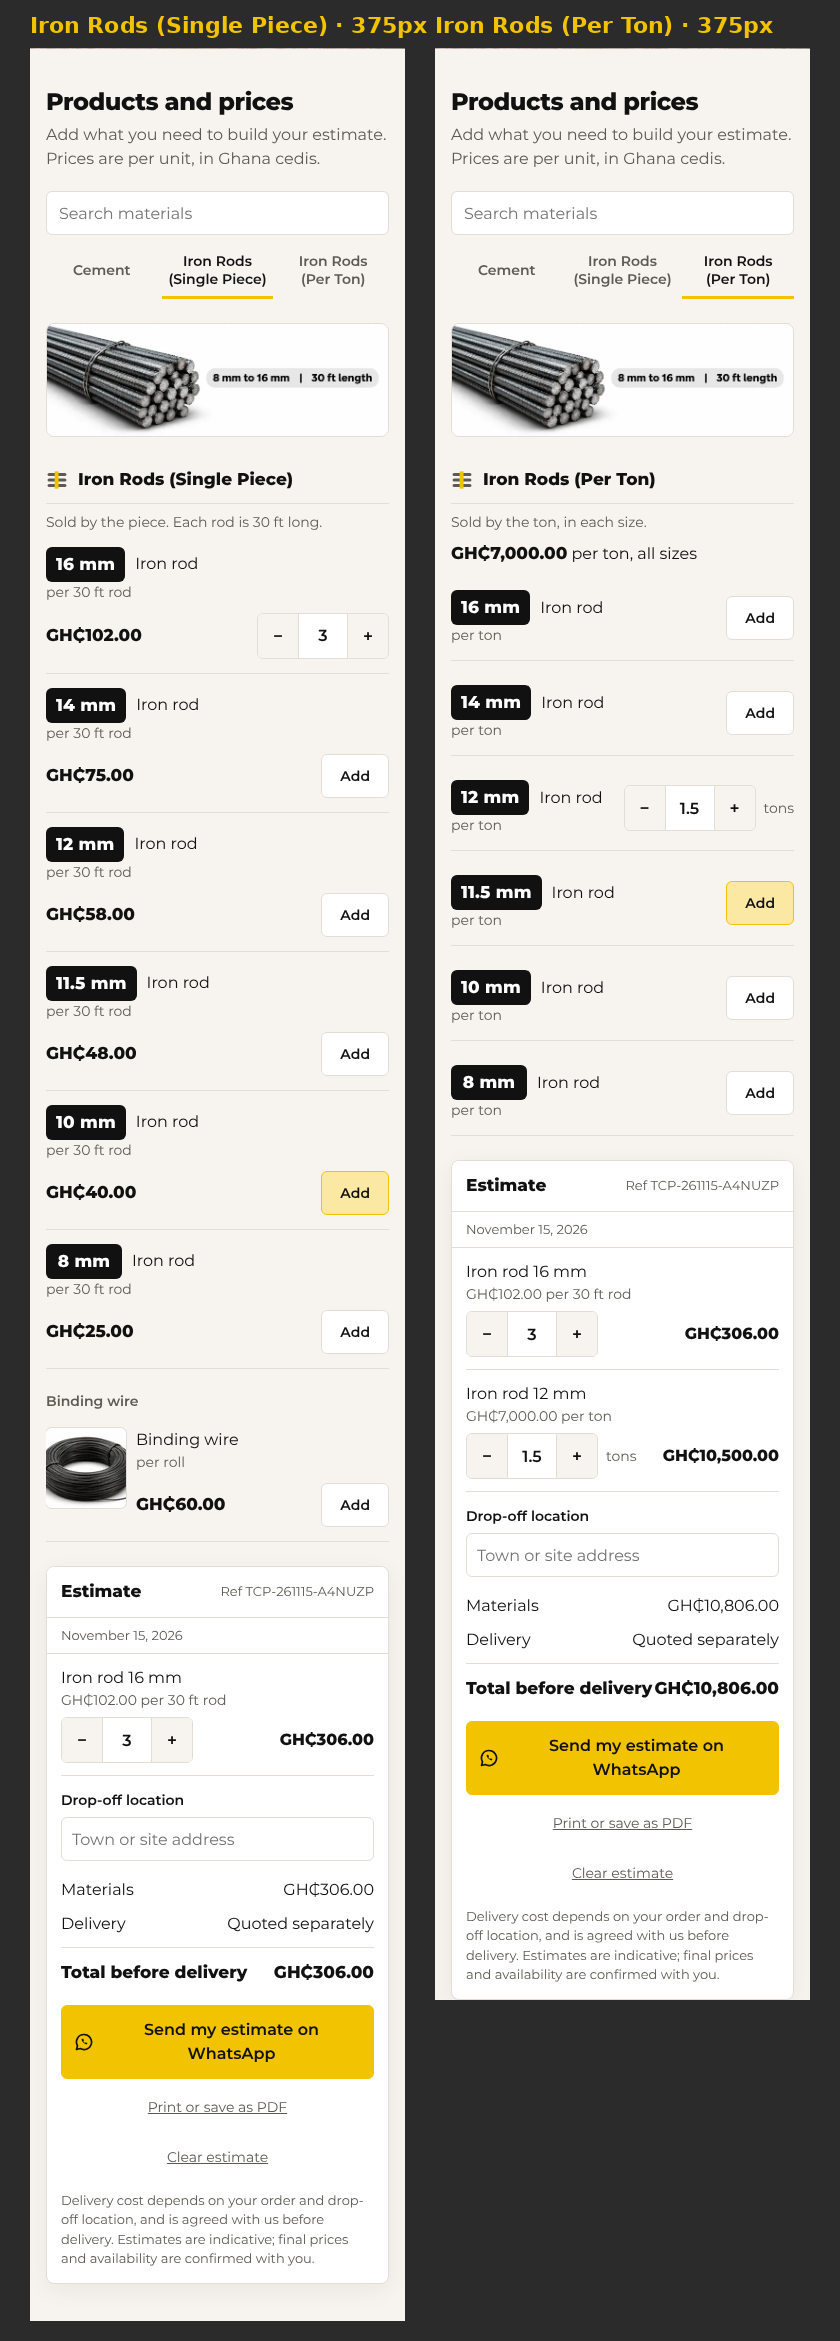 Iron Rods (Single Piece) · 375px
Products and prices
Add what you need to build your estimate.
Prices are per unit, in Ghana cedis.
Search materials
Cement
Iron Rods
(Single Piece)
Iron Rods
(Per Ton)
8 mm to 16 mm | 30 ft length
Iron Rods (Single Piece)
Sold by the piece. Each rod is 30 ft long.
16 mm Iron rod
per 30 ft rod
GH₵102.00 − 3 +
14 mm Iron rod
per 30 ft rod
GH₵75.00 Add
12 mm Iron rod
per 30 ft rod
GH₵58.00 Add
11.5 mm Iron rod
per 30 ft rod
GH₵48.00 Add
10 mm Iron rod
per 30 ft rod
GH₵40.00 Add
8 mm Iron rod
per 30 ft rod
GH₵25.00 Add
Binding wire
Binding wire
per roll
GH₵60.00 Add
Estimate Ref TCP-261115-A4NUZP
November 15, 2026
Iron rod 16 mm
GH₵102.00 per 30 ft rod
− 3 + GH₵306.00
Drop-off location
Town or site address
Materials GH₵306.00
Delivery Quoted separately
Total before delivery GH₵306.00
Send my estimate on
WhatsApp
Print or save as PDF
Clear estimate
Delivery cost depends on your order and drop-
off location, and is agreed with us before
delivery. Estimates are indicative; final prices
and availability are confirmed with you.
Iron Rods (Per Ton) · 375px
Products and prices
Add what you need to build your estimate.
Prices are per unit, in Ghana cedis.
Search materials
Cement
Iron Rods
(Single Piece)
Iron Rods
(Per Ton)
8 mm to 16 mm | 30 ft length
Iron Rods (Per Ton)
Sold by the ton, in each size.
GH₵7,000.00 per ton, all sizes
16 mm Iron rod Add
per ton
14 mm Iron rod Add
per ton
12 mm Iron rod − 1.5 + tons
per ton
11.5 mm Iron rod Add
per ton
10 mm Iron rod Add
per ton
8 mm Iron rod Add
per ton
Estimate Ref TCP-261115-A4NUZP
November 15, 2026
Iron rod 16 mm
GH₵102.00 per 30 ft rod
− 3 + GH₵306.00
Iron rod 12 mm
GH₵7,000.00 per ton
− 1.5 + tons GH₵10,500.00
Drop-off location
Town or site address
Materials GH₵10,806.00
Delivery Quoted separately
Total before delivery GH₵10,806.00
Send my estimate on
WhatsApp
Print or save as PDF
Clear estimate
Delivery cost depends on your order and drop-
off location, and is agreed with us before
delivery. Estimates are indicative; final prices
and availability are confirmed with you.